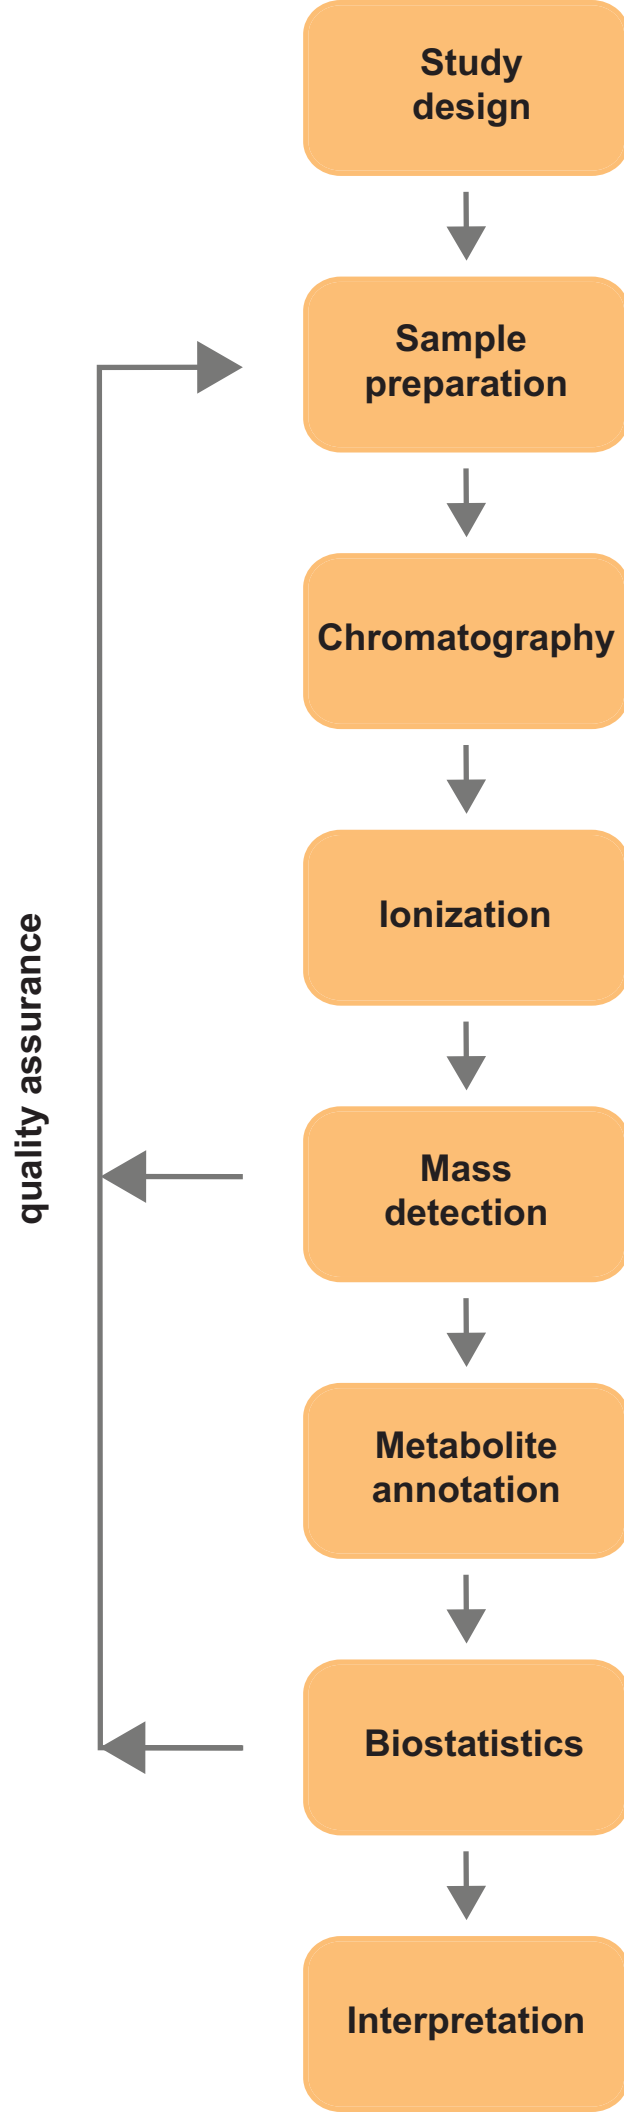 Study
design
Sample
preparation
Chromatography
Ionization
quality assurance
Mass
detection
Metabolite
annotation
Biostatistics
Interpretation